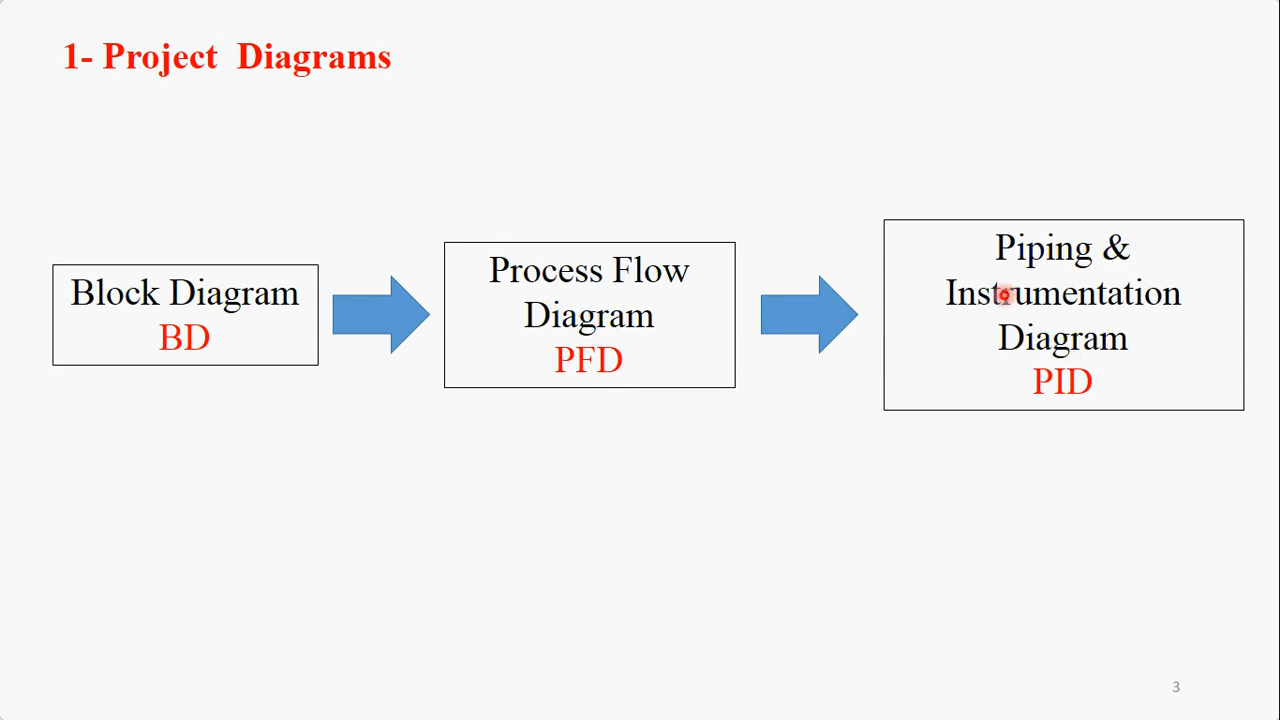 1- Project Diagrams
Block Diagram
BD
Process Flow
Diagram
PFD
Piping &
Instrumentation
Diagram
PID
3